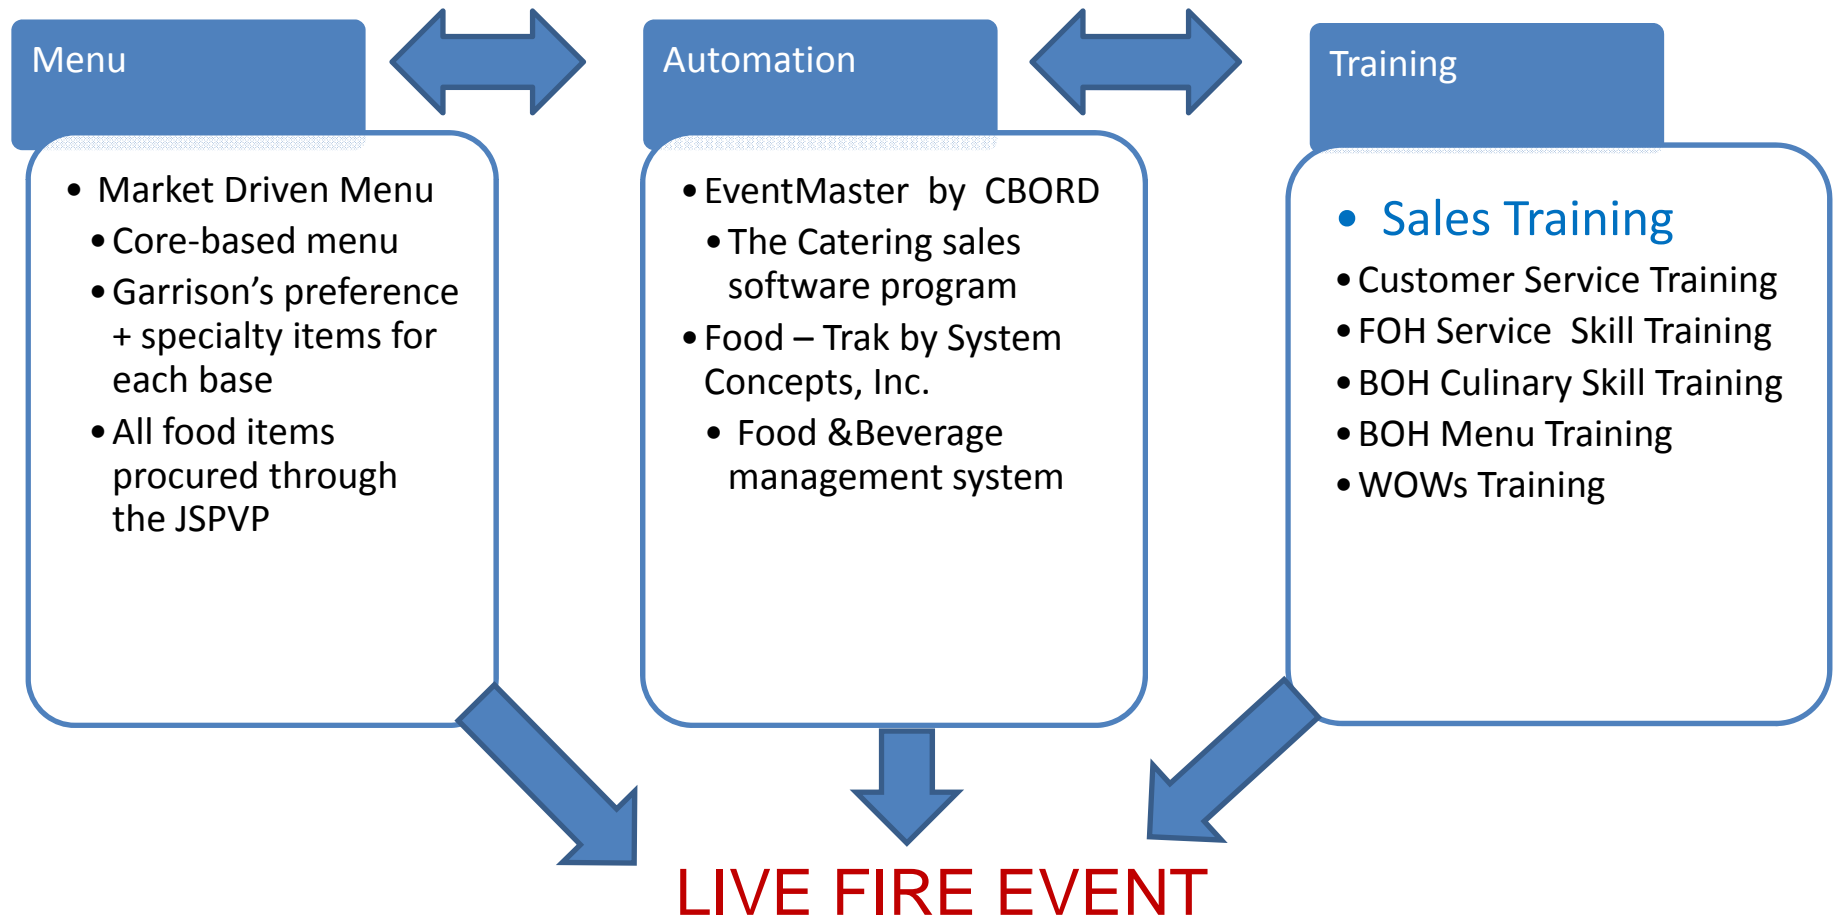 Menu
• Market Driven Menu
• Core-based menu
• Garrison’s preference
+ specialty items for
each base
• All food items
procured through
the JSPVP
Automation
• EventMaster by CBORD
• The Catering sales
software program
• Food – Trak by System
Concepts, Inc.
• Food &Beverage
management system
Training
• Sales Training
• Customer Service Training
• FOH Service Skill Training
• BOH Culinary Skill Training
• BOH Menu Training
• WOWs Training
LIVE FIRE EVENT